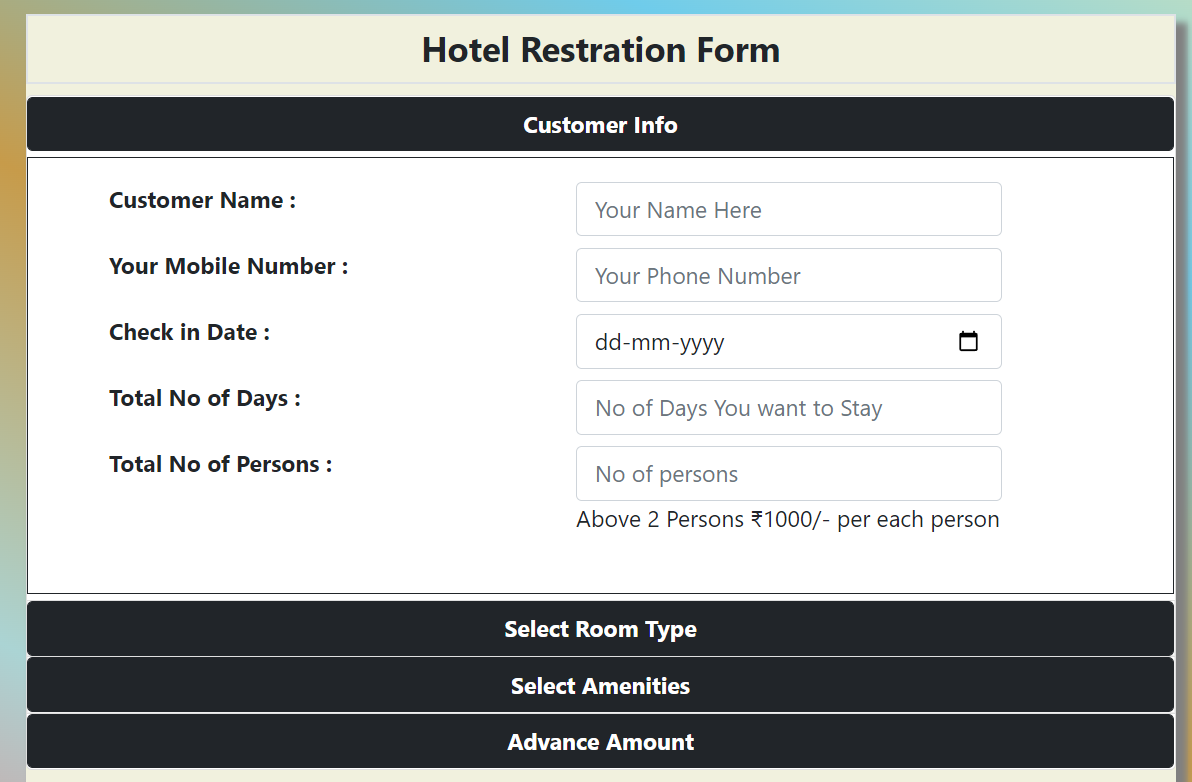 Hotel Restration Form
Customer Info
Customer Name :
Your Name Here
Your Mobile Number :
Your Phone Number
Check in Date :
dd-mm-yyyy
Total No of Days :
No of Days You want to Stay
Total No of Persons :
No of persons
Above 2 Persons ₹1000/- per each person
Select Room Type
Select Amenities
Advance Amount